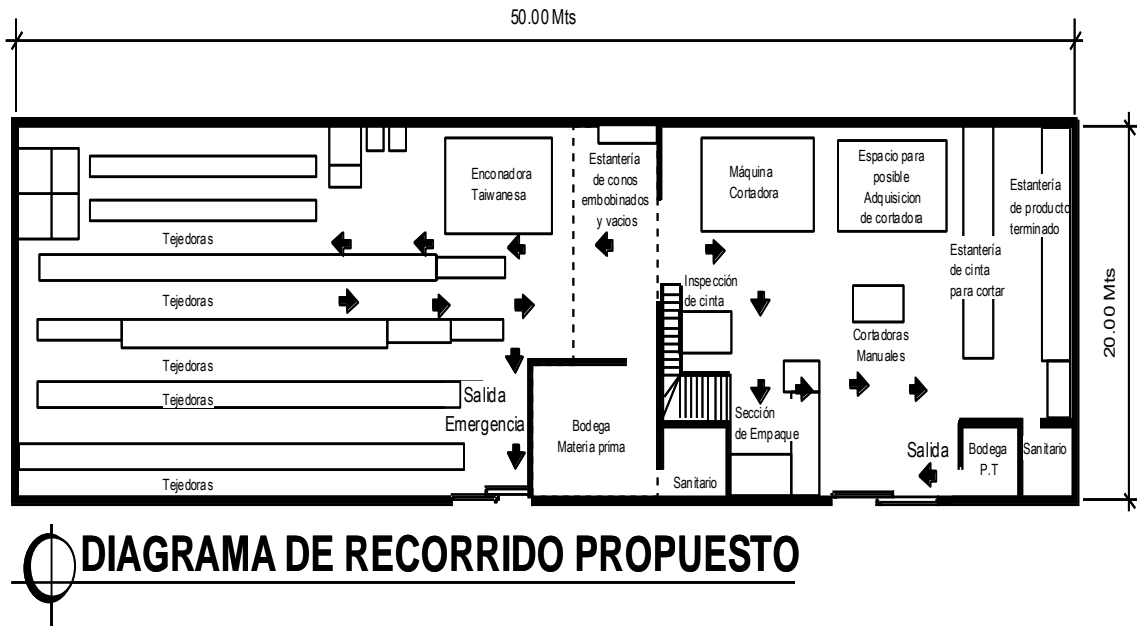 50.00 Mts
Enconadora
Taiwanesa
Estantería
de conos
embobinados
y vacios
Máquina
Cortadora
Espacio para
posible
Adquisicion
de cortadora
Estantería
de producto
terminado
Tejedoras
Estantería
de cinta
para cortar
Inspección
de cinta
Tejedoras
20.00 Mts
Cortadoras
Manuales
Tejedoras
Tejedoras
Salida
Emergencia
Bodega
Materia prima
Sección
de Empaque
Salida
Bodega
P.T
Sanitario
Sanitario
Tejedoras
DIAGRAMA DE RECORRIDO PROPUESTO